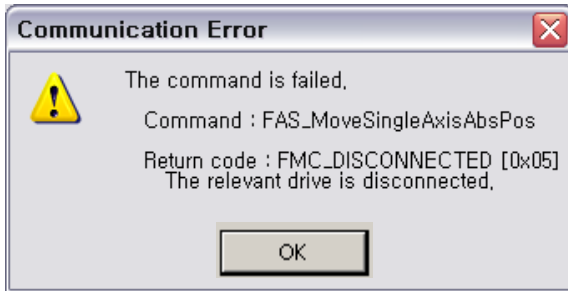 Communication Error
The command is failed,
Command : FAS_MoveSingleAxisAbsPos
Return code : FMC_DISCONNECTED [0x05]
The relevant drive is disconnected,
OK